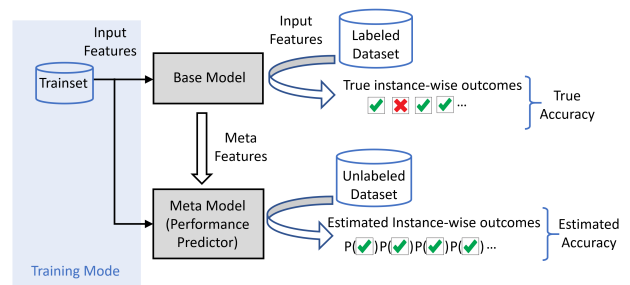 Input
Features
Trainset
Base Model
Input
Features
Labeled
Dataset
True instance-wise outcomes
...
True
Accuracy
Meta
Features
Meta Model
(Performance
Predictor)
Unlabeled
Dataset
Estimated Instance-wise outcomes
P(✔)P(✔)P(✔)P(✔) ...
Estimated
Accuracy
Training Mode